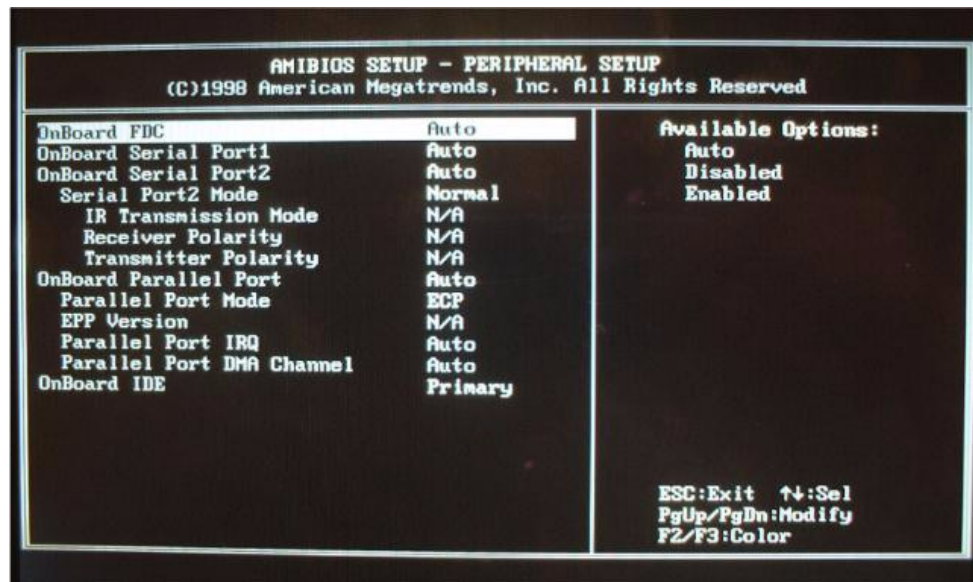 AMIBIOS SETUP - PERIPHERAL SETUP
(C)1998 American Megatrends, Inc. All Rights Reserved
OnBoard FDC Auto
OnBoard Serial Port1 Auto
OnBoard Serial Port2 Auto
Serial Port2 Mode Normal
IR Transmission Mode N/A
Receiver Polarity N/A
Transmitter Polarity N/A
OnBoard Parallel Port Auto
Parallel Port Mode ECP
EPP Version N/A
Parallel Port IRQ Auto
Parallel Port DMA Channel Auto
OnBoard IDE Primary
Available Options:
Auto
Disabled
Enabled
ESC:Exit ↑↓:Sel
PgUp/PgDn:Modify
F2/F3:Color